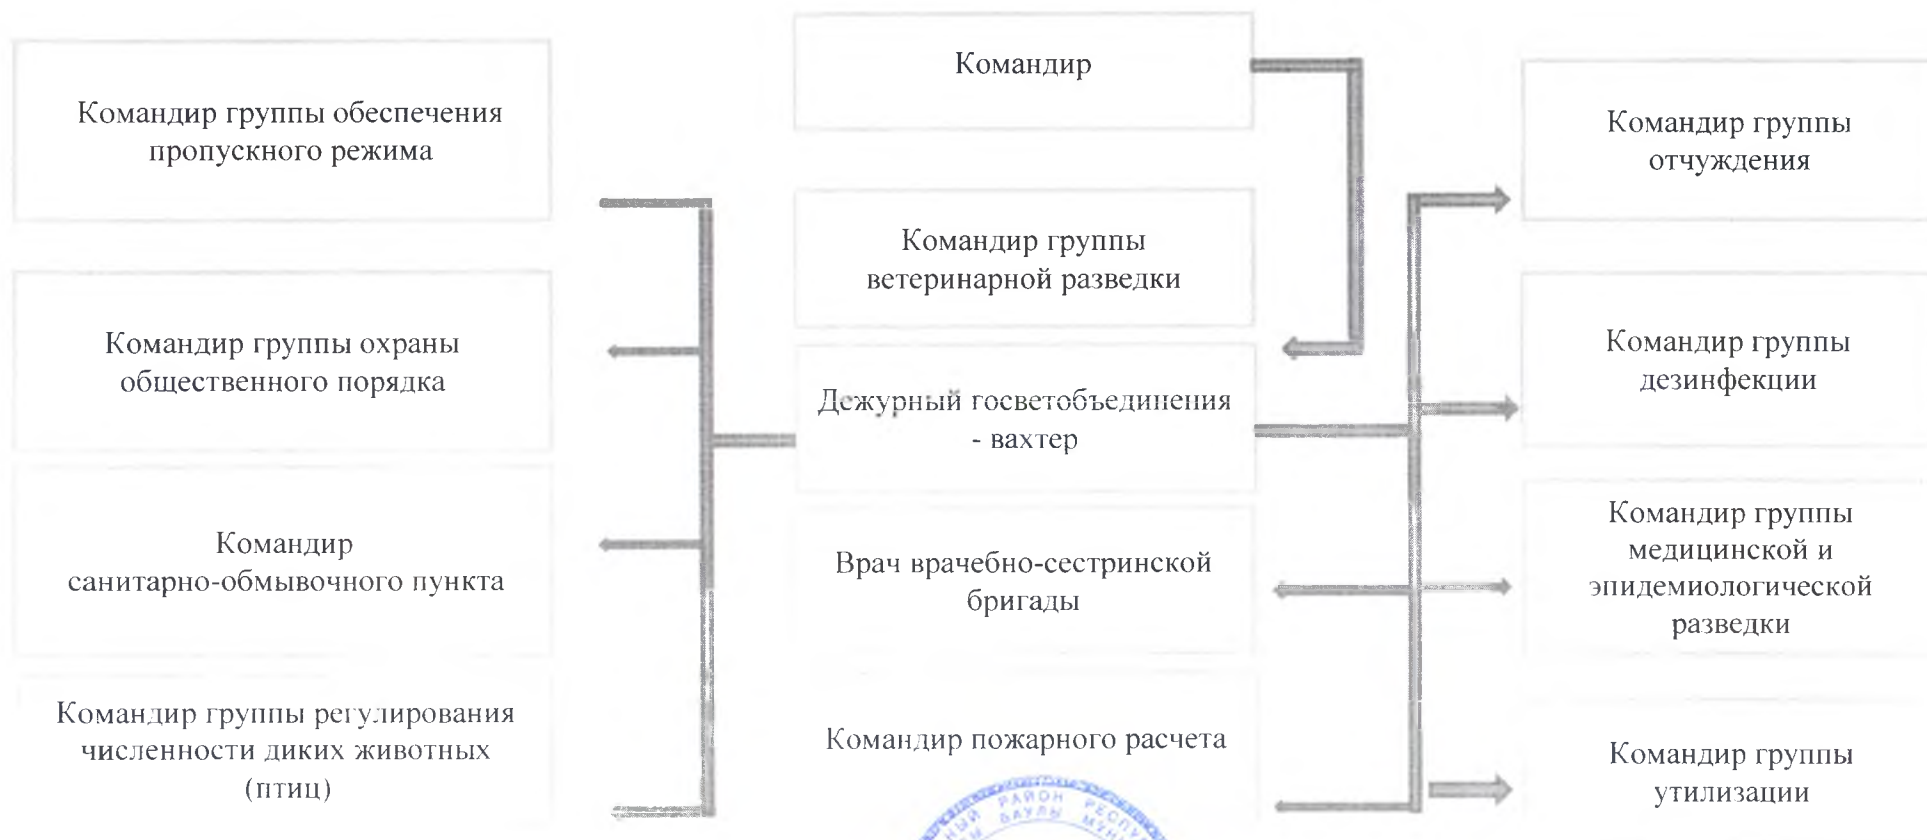 Командир группы обеспечения
пропускного режима
Командир группы охраны
общественного порядка
Командир
санитарно-обмывочного пункта
Командир группы регулирования
численности диких животных
(птиц)
Командир
Командир группы
ветеринарной разведки
Дежурный госветобъединения
- вахтер
Врач врачебно-сестринской
бригады
Командир пожарного расчета
Командир группы
отчуждения
Командир группы
дезинфекции
Командир группы
медицинской и
эпидемиологической
разведки
Командир группы
утилизации
РАЙОН
БАУЛЫ